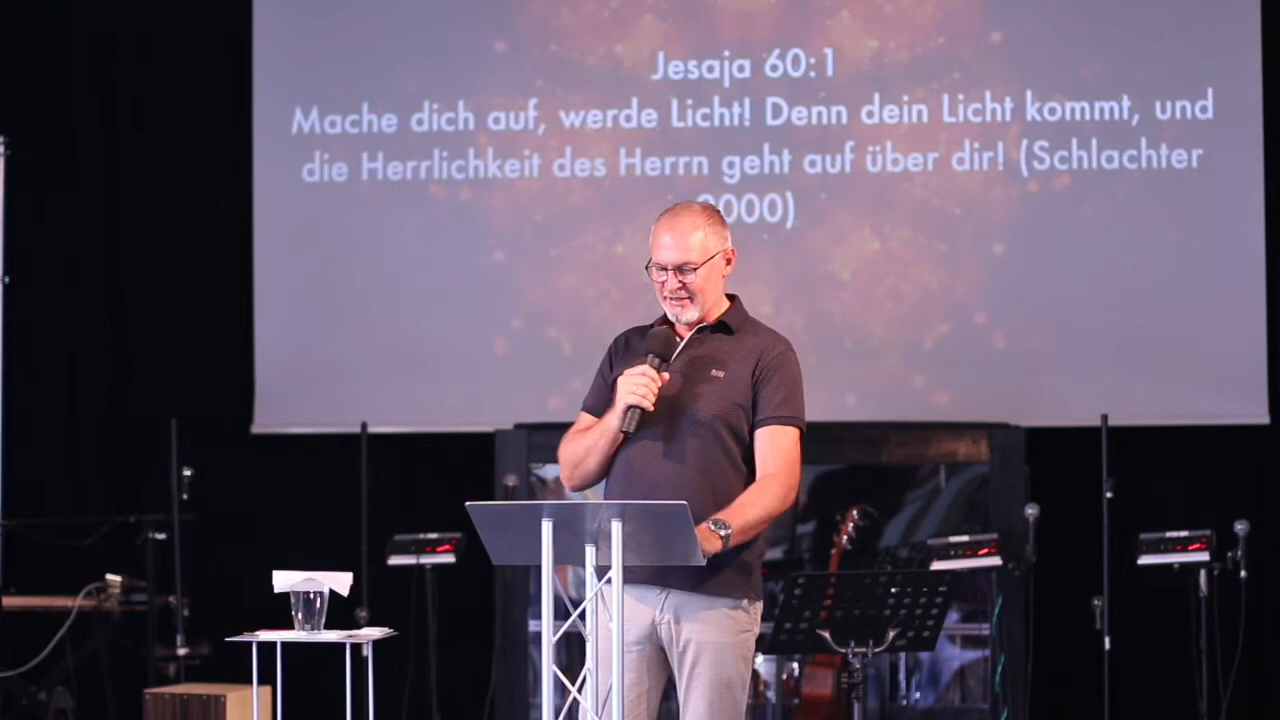 Jesaja 60:1
Mache dich auf, werde Licht! Denn dein Licht kommt, und
die Herrlichkeit des Herrn geht auf über dir! (Schlachter
2000)